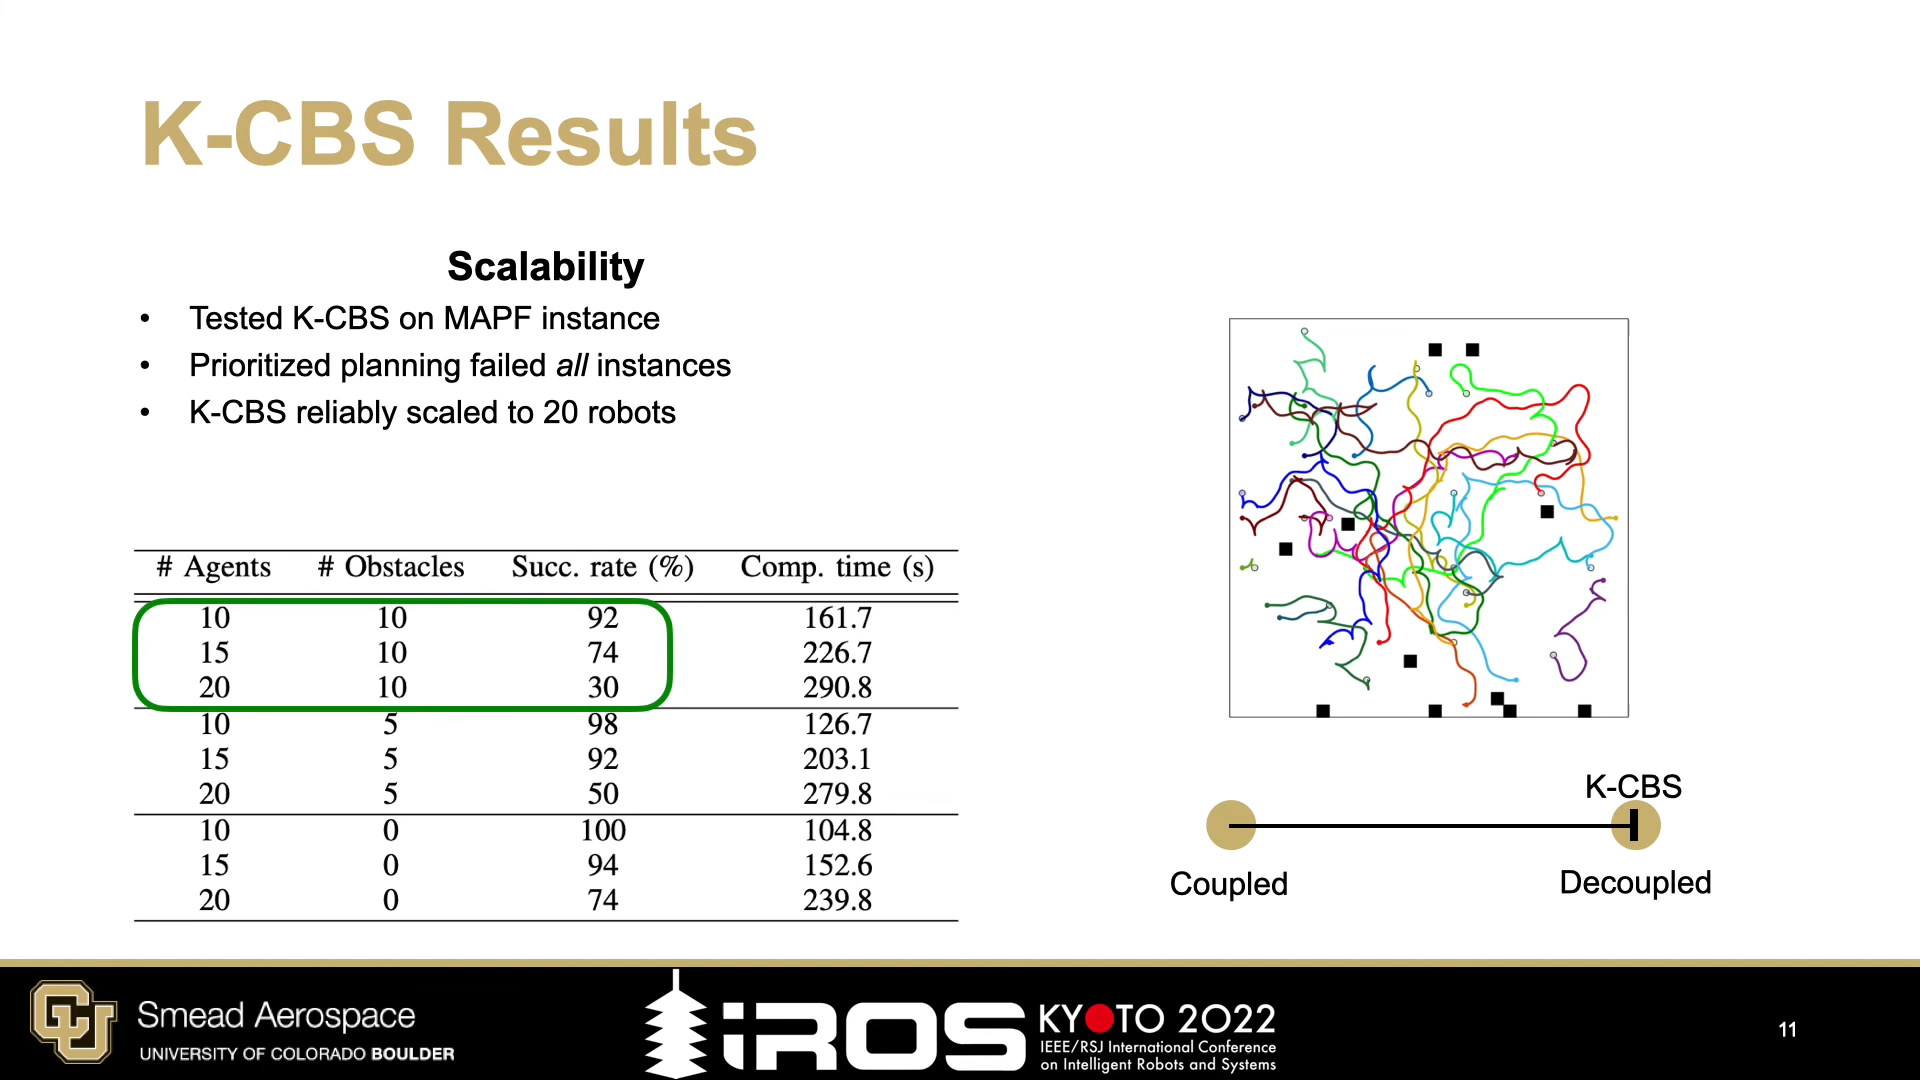 K-CBS Results
Scalability
• Tested K-CBS on MAPF instance
• Prioritized planning failed all instances
• K-CBS reliably scaled to 20 robots
# Agents # Obstacles Succ. rate (%) Comp. time (s)
10 10 92 161.7
15 10 74 226.7
20 10 30 290.8
10 5 98 126.7
15 5 92 203.1
20 5 50 279.8
10 0 100 104.8
15 0 94 152.6
20 0 74 239.8
K-CBS
Coupled Decoupled
CU
Smead Aerospace
UNIVERSITY OF COLORADO BOULDER
iROS
KYOTO 2022
IEEE/RSJ International Conference
on Intelligent Robots and Systems
11